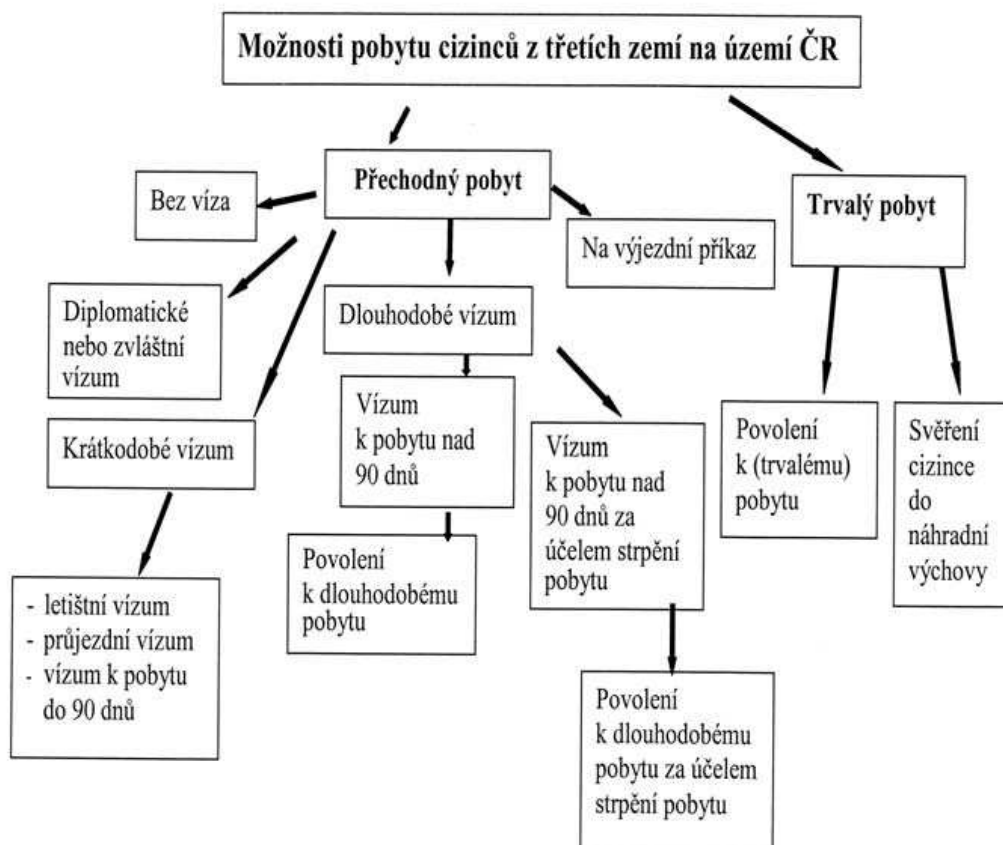 Možnosti pobytu cizinců z třetích zemí na území ČR
Přechodný pobyt
Trvalý pobyt
Bez víza
Na výjezdní příkaz
Diplomatické
nebo zvláštní
vízum
Dlouhodobé vízum
Krátkodobé vízum
Vízum
k pobytu nad
90 dnů
Vízum
k pobytu nad
90 dnů za
účelem strpění
pobytu
Povolení
k (trvalému)
pobytu
Svěření
cizince
do
náhradní
výchovy
Povolení
k dlouhodobému
pobytu
- letištní vízum
- průjezdní vízum
- vízum k pobytu
do 90 dnů
Povolení
k dlouhodobému
pobytu za účelem
strpění pobytu